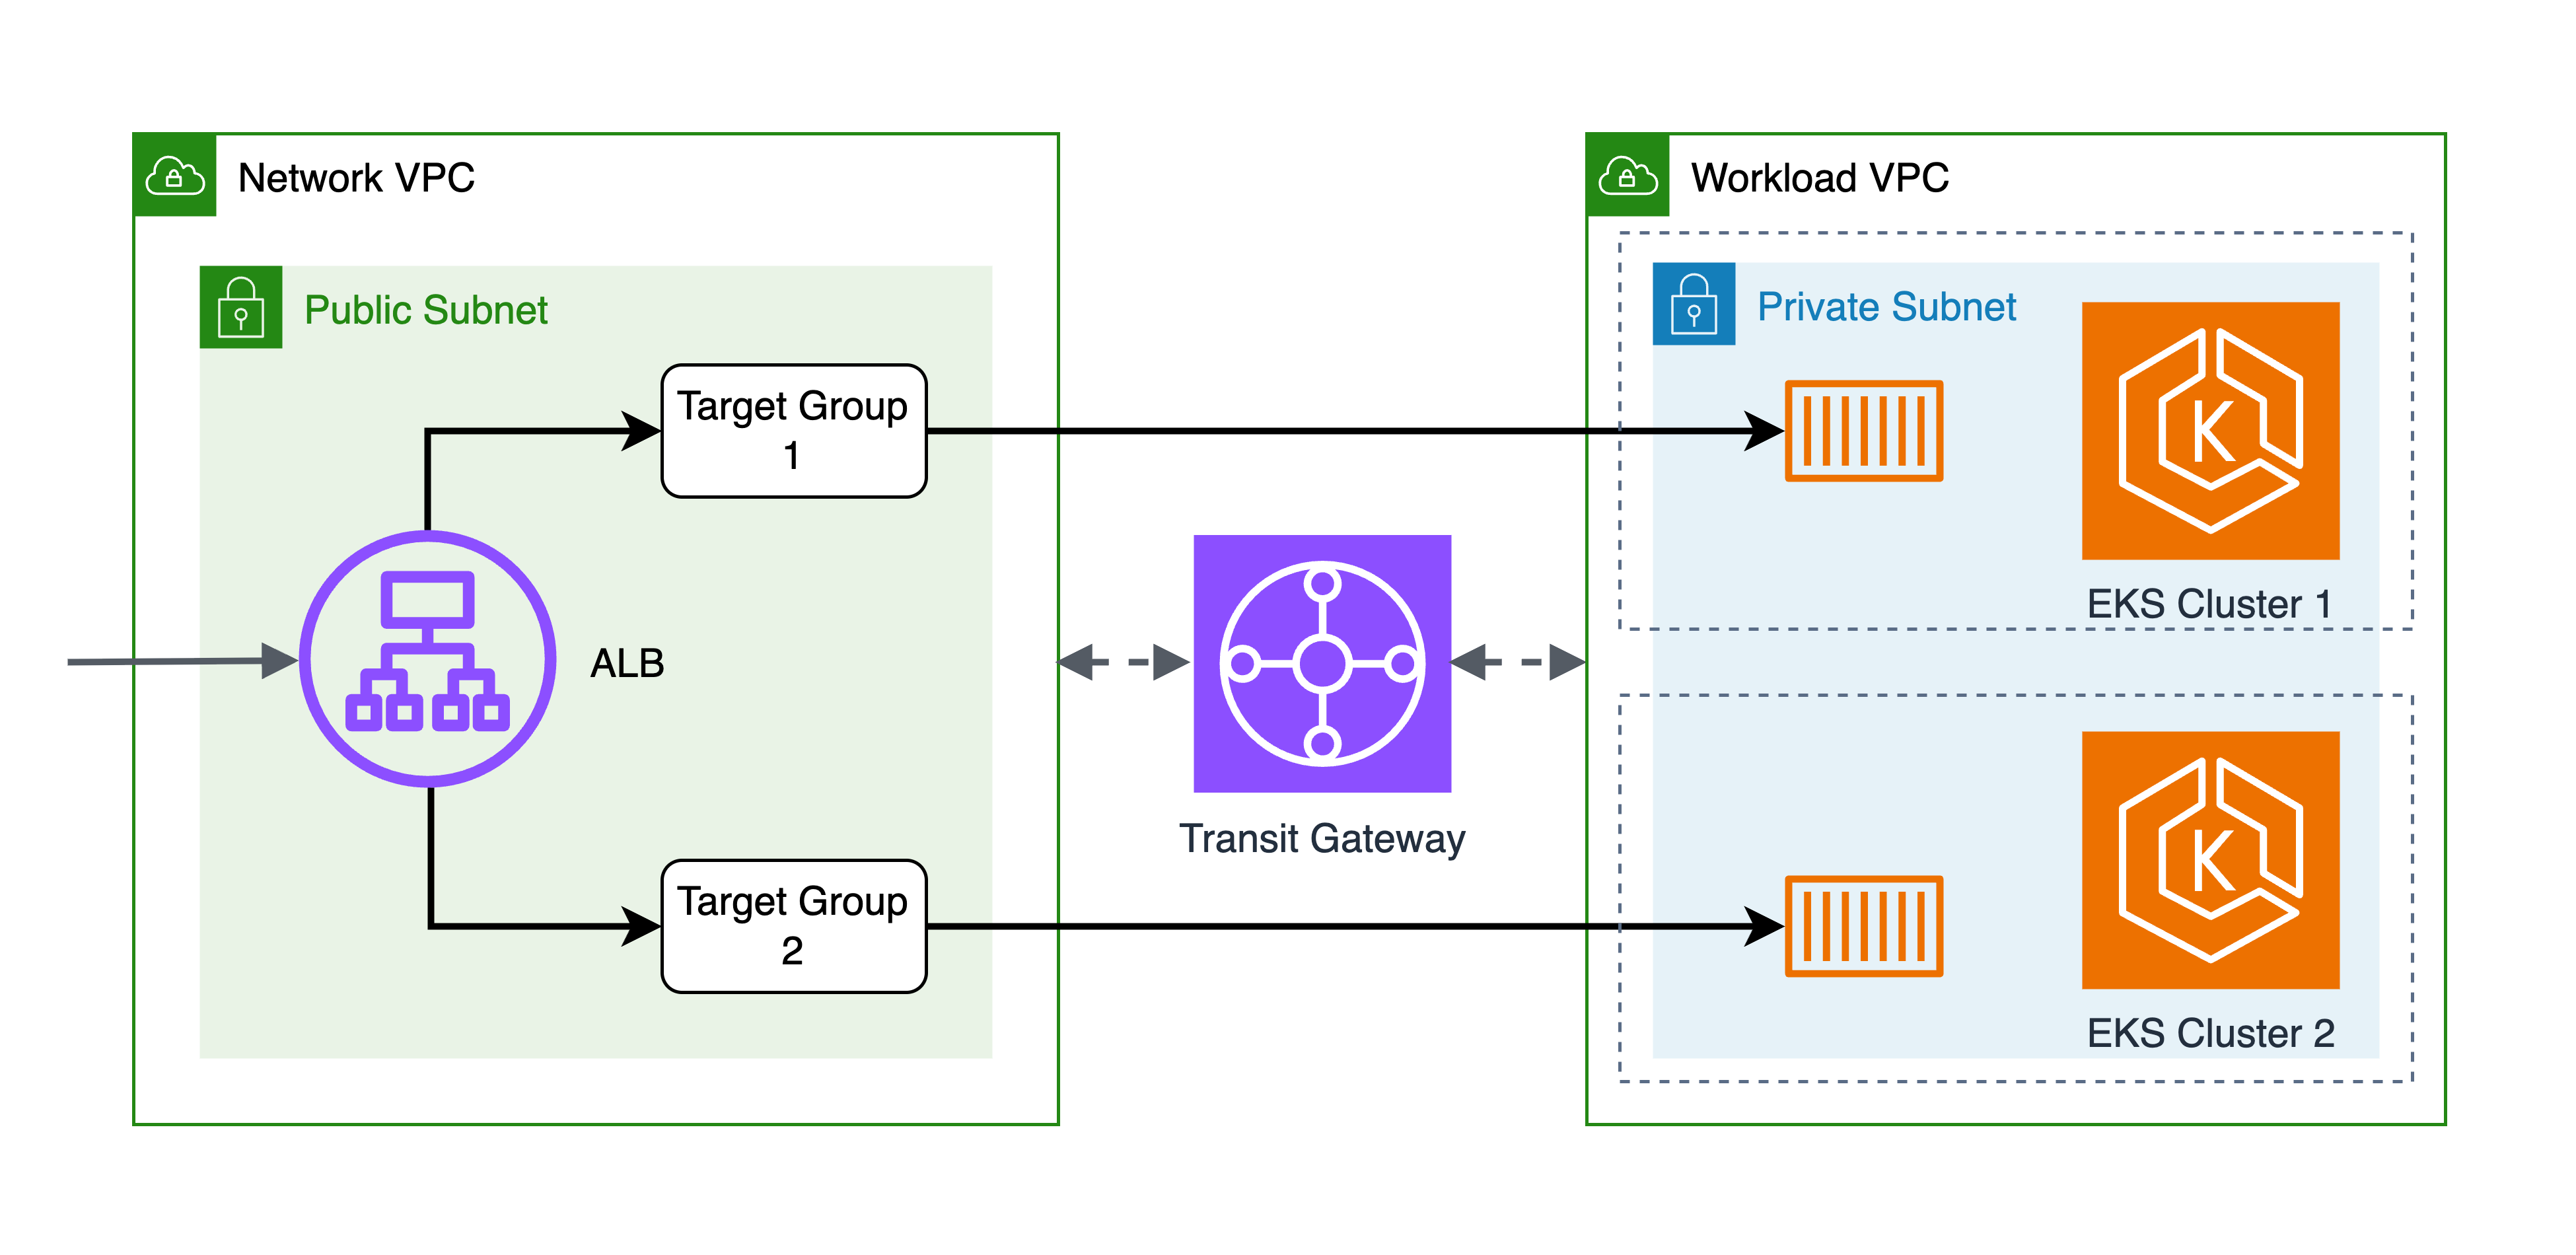 Network VPC
Public Subnet
Target Group
1
ALB
Target Group
2
Transit Gateway
Workload VPC
Private Subnet
K
EKS Cluster 1
K
EKS Cluster 2